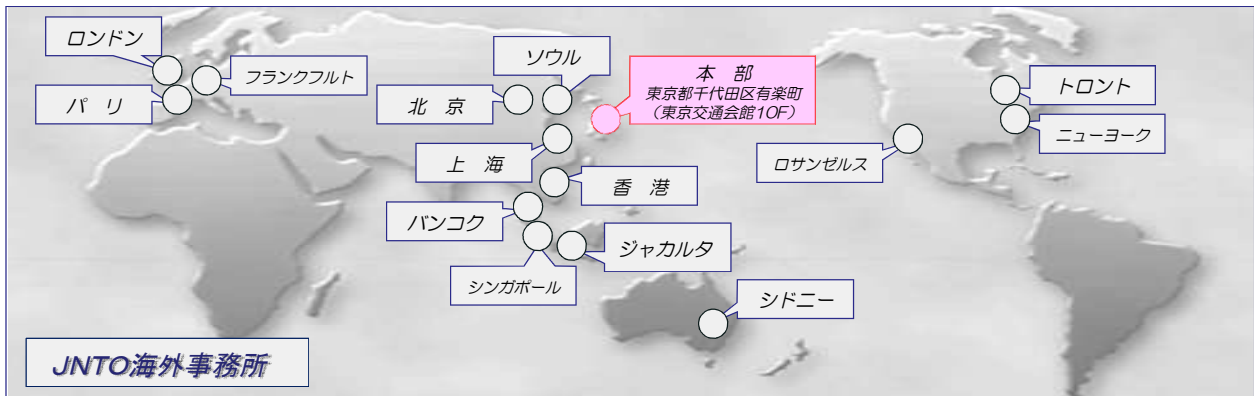 ロンドン
フランクフルト
パ リ
ソウル
北 京
本 部
東京都千代田区有楽町
（東京交通会館10F）
トロント
ニューヨーク
上 海
ロサンゼルス
香 港
バンコク
ジャカルタ
シンガポール
シドニー
JNTO海外事務所